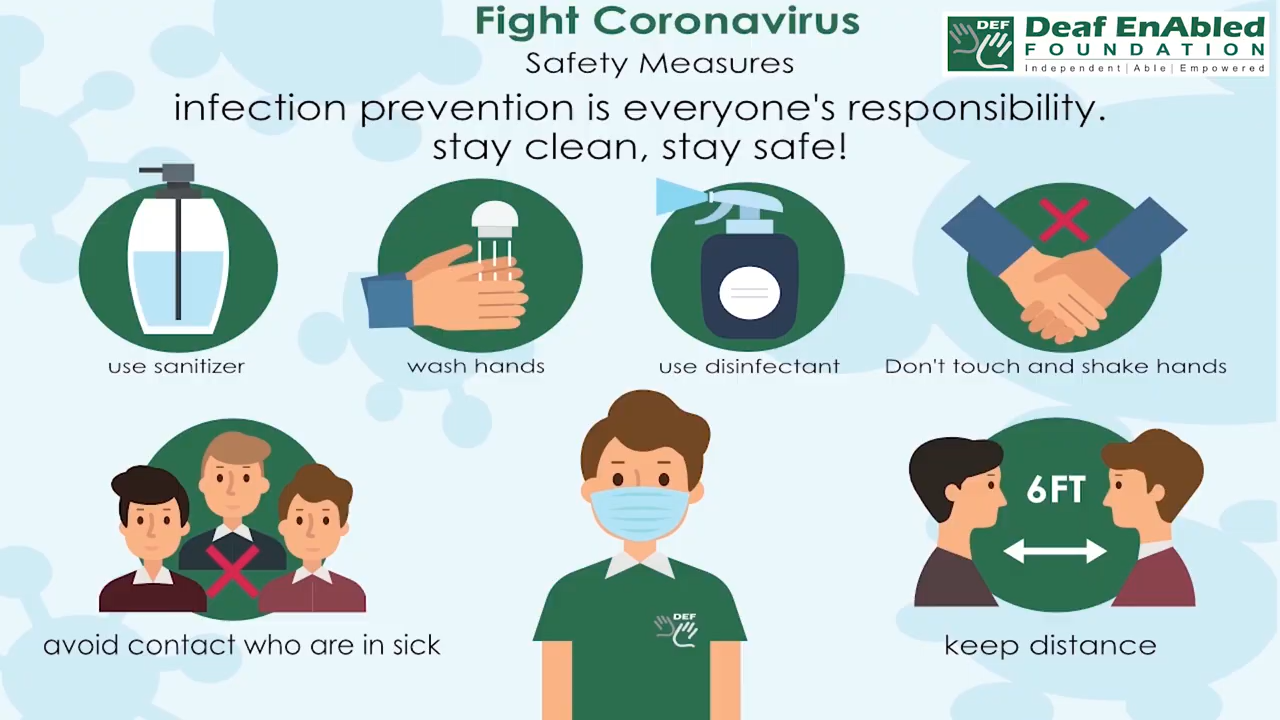 Fight Coronavirus
Safety Measures
DEF
Deaf EnAbled
FOUNDATION
Independent | Able | Empowered
infection prevention is everyone's responsibility.
stay clean, stay safe!
use sanitizer
wash hands
use disinfectant
Don't touch and shake hands
6FT
DEF
avoid contact who are in sick
keep distance